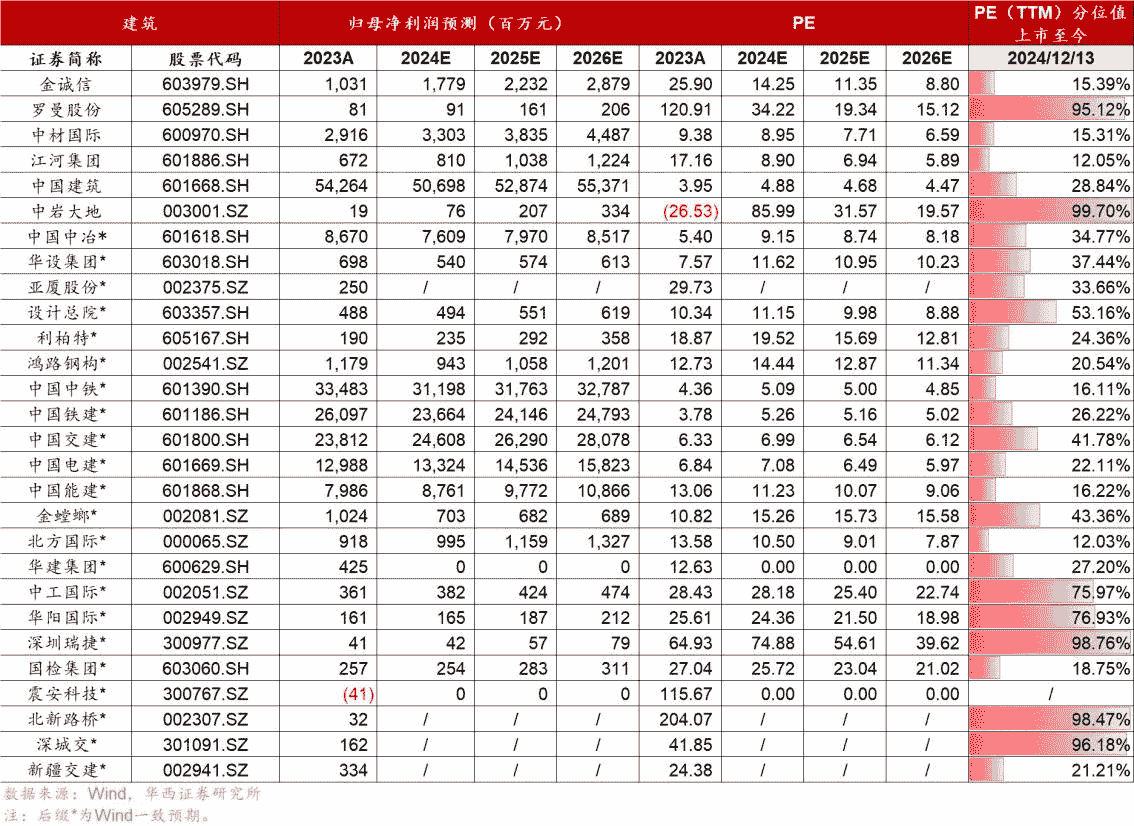 建筑 归母净利润预测（百万元） PE PE（TTM）分位值
上市至今
证券简称 股票代码 2023A 2024E 2025E 2026E 2023A 2024E 2025E 2026E 2024/12/13
金诚信 603979.SH 1,031 1,779 2,232 2,879 25.90 14.25 11.35 8.80 15.39%
罗曼股份 605289.SH 81 91 161 206 120.91 34.22 19.34 15.12 95.12%
中材国际 600970.SH 2,916 3,303 3,835 4,487 9.38 8.95 7.71 6.59 15.31%
江河集团 601886.SH 672 810 1,038 1,224 17.16 8.90 6.94 5.89 12.05%
中国建筑 601668.SH 54,264 50,698 52,874 55,371 3.95 4.88 4.68 4.47 28.84%
中岩大地 003001.SZ 19 76 207 334 (26.53) 85.99 31.57 19.57 99.70%
中国中冶* 601618.SH 8,670 7,609 7,970 8,517 5.40 9.15 8.74 8.18 34.77%
华设集团* 603018.SH 698 540 574 613 7.57 11.62 10.95 10.23 37.44%
亚厦股份* 002375.SZ 250 / / / 29.73 / / / 33.66%
设计总院* 603357.SH 488 494 551 619 10.34 11.15 9.98 8.88 53.16%
利柏特* 605167.SH 190 235 292 358 18.87 19.52 15.69 12.81 24.36%
鸿路钢构* 002541.SZ 1,179 943 1,058 1,201 12.73 14.44 12.87 11.34 20.54%
中国中铁* 601390.SH 33,483 31,198 31,763 32,787 4.36 5.09 5.00 4.85 16.11%
中国铁建* 601186.SH 26,097 23,664 24,146 24,793 3.78 5.26 5.16 5.02 26.22%
中国交建* 601800.SH 23,812 24,608 26,290 28,078 6.33 6.99 6.54 6.12 41.78%
中国电建* 601669.SH 12,988 13,324 14,536 15,823 6.84 7.08 6.49 5.97 22.11%
中国能建* 601868.SH 7,986 8,761 9,772 10,866 13.06 11.23 10.07 9.06 16.22%
金螳螂* 002081.SZ 1,024 703 682 689 10.82 15.26 15.73 15.58 43.36%
北方国际* 000065.SZ 918 995 1,159 1,327 13.58 10.50 9.01 7.87 12.03%
华建集团* 600629.SH 425 0 0 0 12.63 0.00 0.00 0.00 27.20%
中工国际* 002051.SZ 361 382 424 474 28.43 28.18 25.40 22.74 75.97%
华阳国际* 002949.SZ 161 165 187 212 25.61 24.36 21.50 18.98 76.93%
深圳瑞捷* 300977.SZ 41 42 57 79 64.93 74.88 54.61 39.62 98.76%
国检集团* 603060.SH 257 254 283 311 27.04 25.72 23.04 21.02 18.75%
震安科技* 300767.SZ (41) 0 0 0 115.67 0.00 0.00 0.00 /
北新路桥* 002307.SZ 32 / / / 204.07 / / / 98.47%
深城交* 301091.SZ 162 / / / 41.85 / / / 96.18%
新疆交建* 002941.SZ 334 / / / 24.38 / / / 21.21%
数据来源：Wind，华西证券研究所
注：后缀*为Wind一致预期。